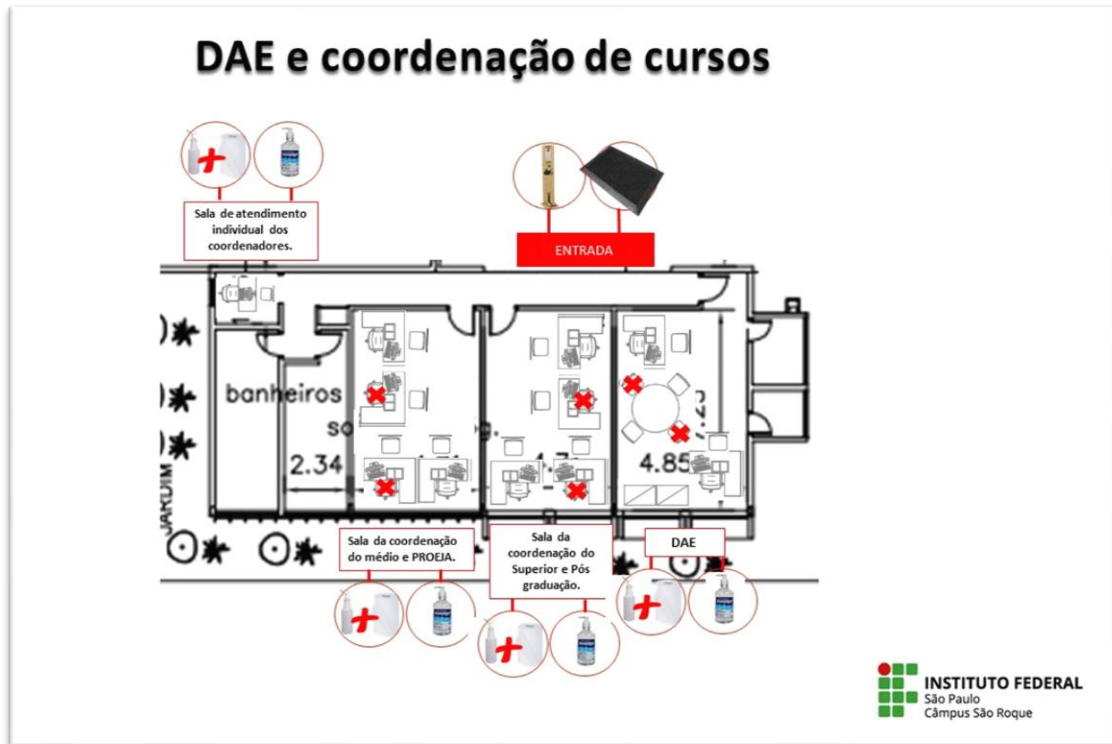 DAE e coordenação de cursos
Sala de atendimento
individual dos
coordenadores.
ENTRADA
banheiros
2.34
4.85
7.25
JARDIM
Sala da coordenação
do médio e PROEJA.
Sala da
coordenação do
Superior e Pós
graduação.
DAE
INSTITUTO FEDERAL
São Paulo
Câmpus São Roque